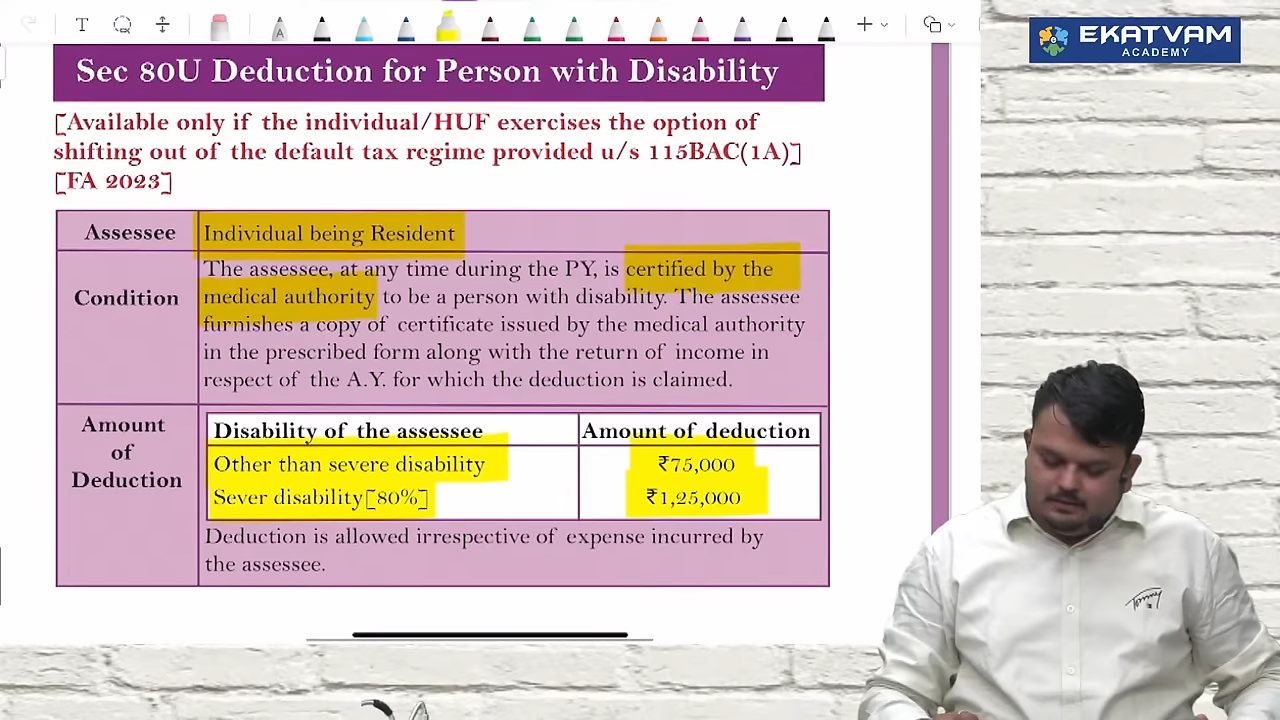 T
A
EKATVAM
ACADEMY
Sec 80U Deduction for Person with Disability
[Available only if the individual/HUF exercises the option of
shifting out of the default tax regime provided u/s 115BAC(1A)]
[FA 2023]
Assessee
Individual being Resident
Condition
The assessee, at any time during the PY, is certified by the
medical authority to be a person with disability. The assessee
furnishes a copy of certificate issued by the medical authority
in the prescribed form along with the return of income in
respect of the A.Y. for which the deduction is claimed.
Amount
of
Deduction
Disability of the assessee Amount of deduction
Other than severe disability ₹75,000
Sever disability[80%] ₹1,25,000
Deduction is allowed irrespective of expense incurred by
the assessee.
Tommy